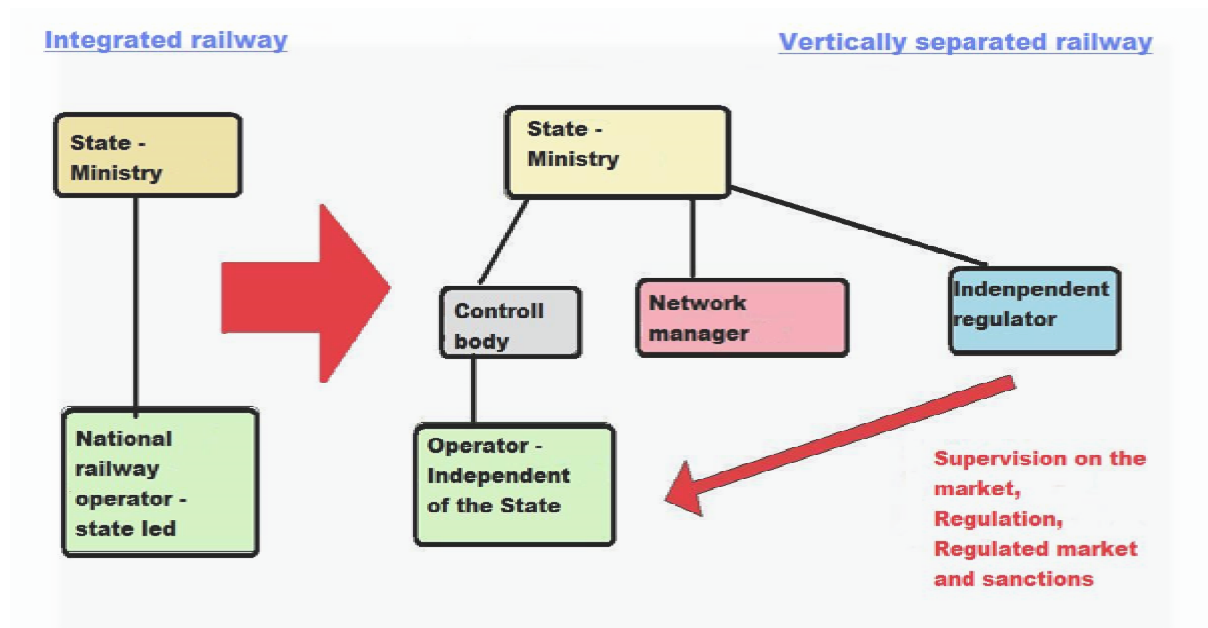 Integrated railway
Vertically separated railway
State -
Ministry
State -
Ministry
Controll
body
Network
manager
Indenpendent
regulator
National
railway
operator -
state led
Operator -
Independent
of the State
Supervision on the
market,
Regulation,
Regulated market
and sanctions